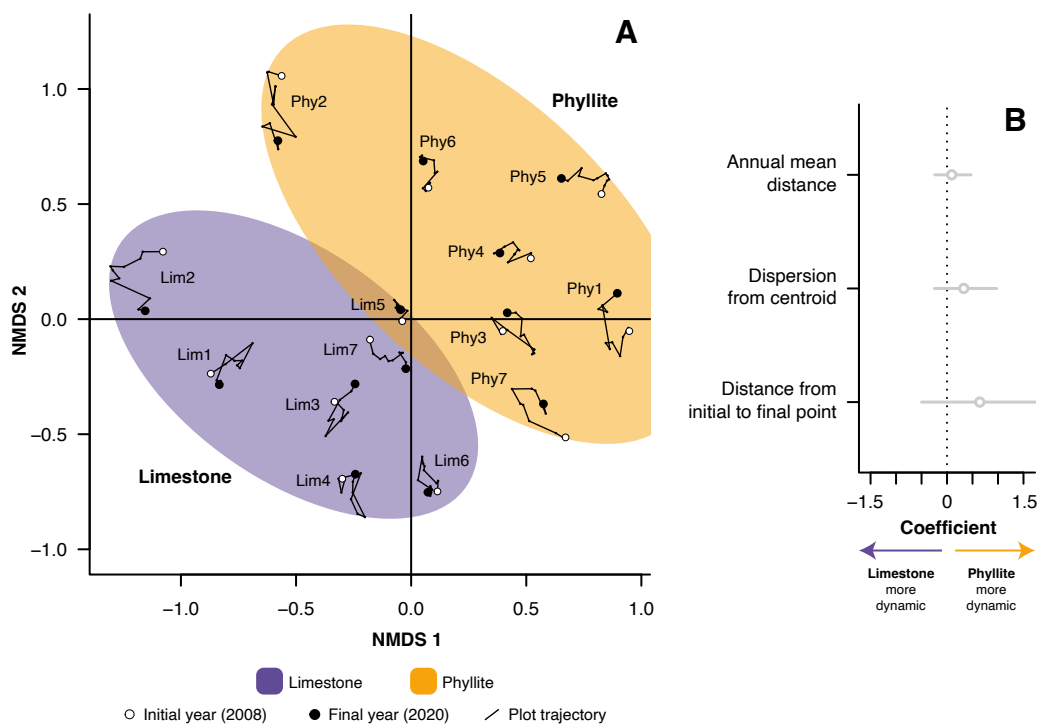 A
Phyllite
Phy2
Phy6
Phy5
Phy4
Phy1
Phy3
Phy7
Lim2
Lim5
Lim1
Lim7
Lim3
Lim4
Lim6
Limestone
1.0
0.5
0.0
−0.5
−1.0
NMDS 2
−1.0
−0.5
0.0
0.5
1.0
NMDS 1
Limestone
Phyllite
Initial year (2008)
Final year (2020)
Plot trajectory
B
Annual mean
distance
Dispersion
from centroid
Distance from
initial to final point
−1.5
0
1.5
Coefficient
Limestone
more
dynamic
Phyllite
more
dynamic